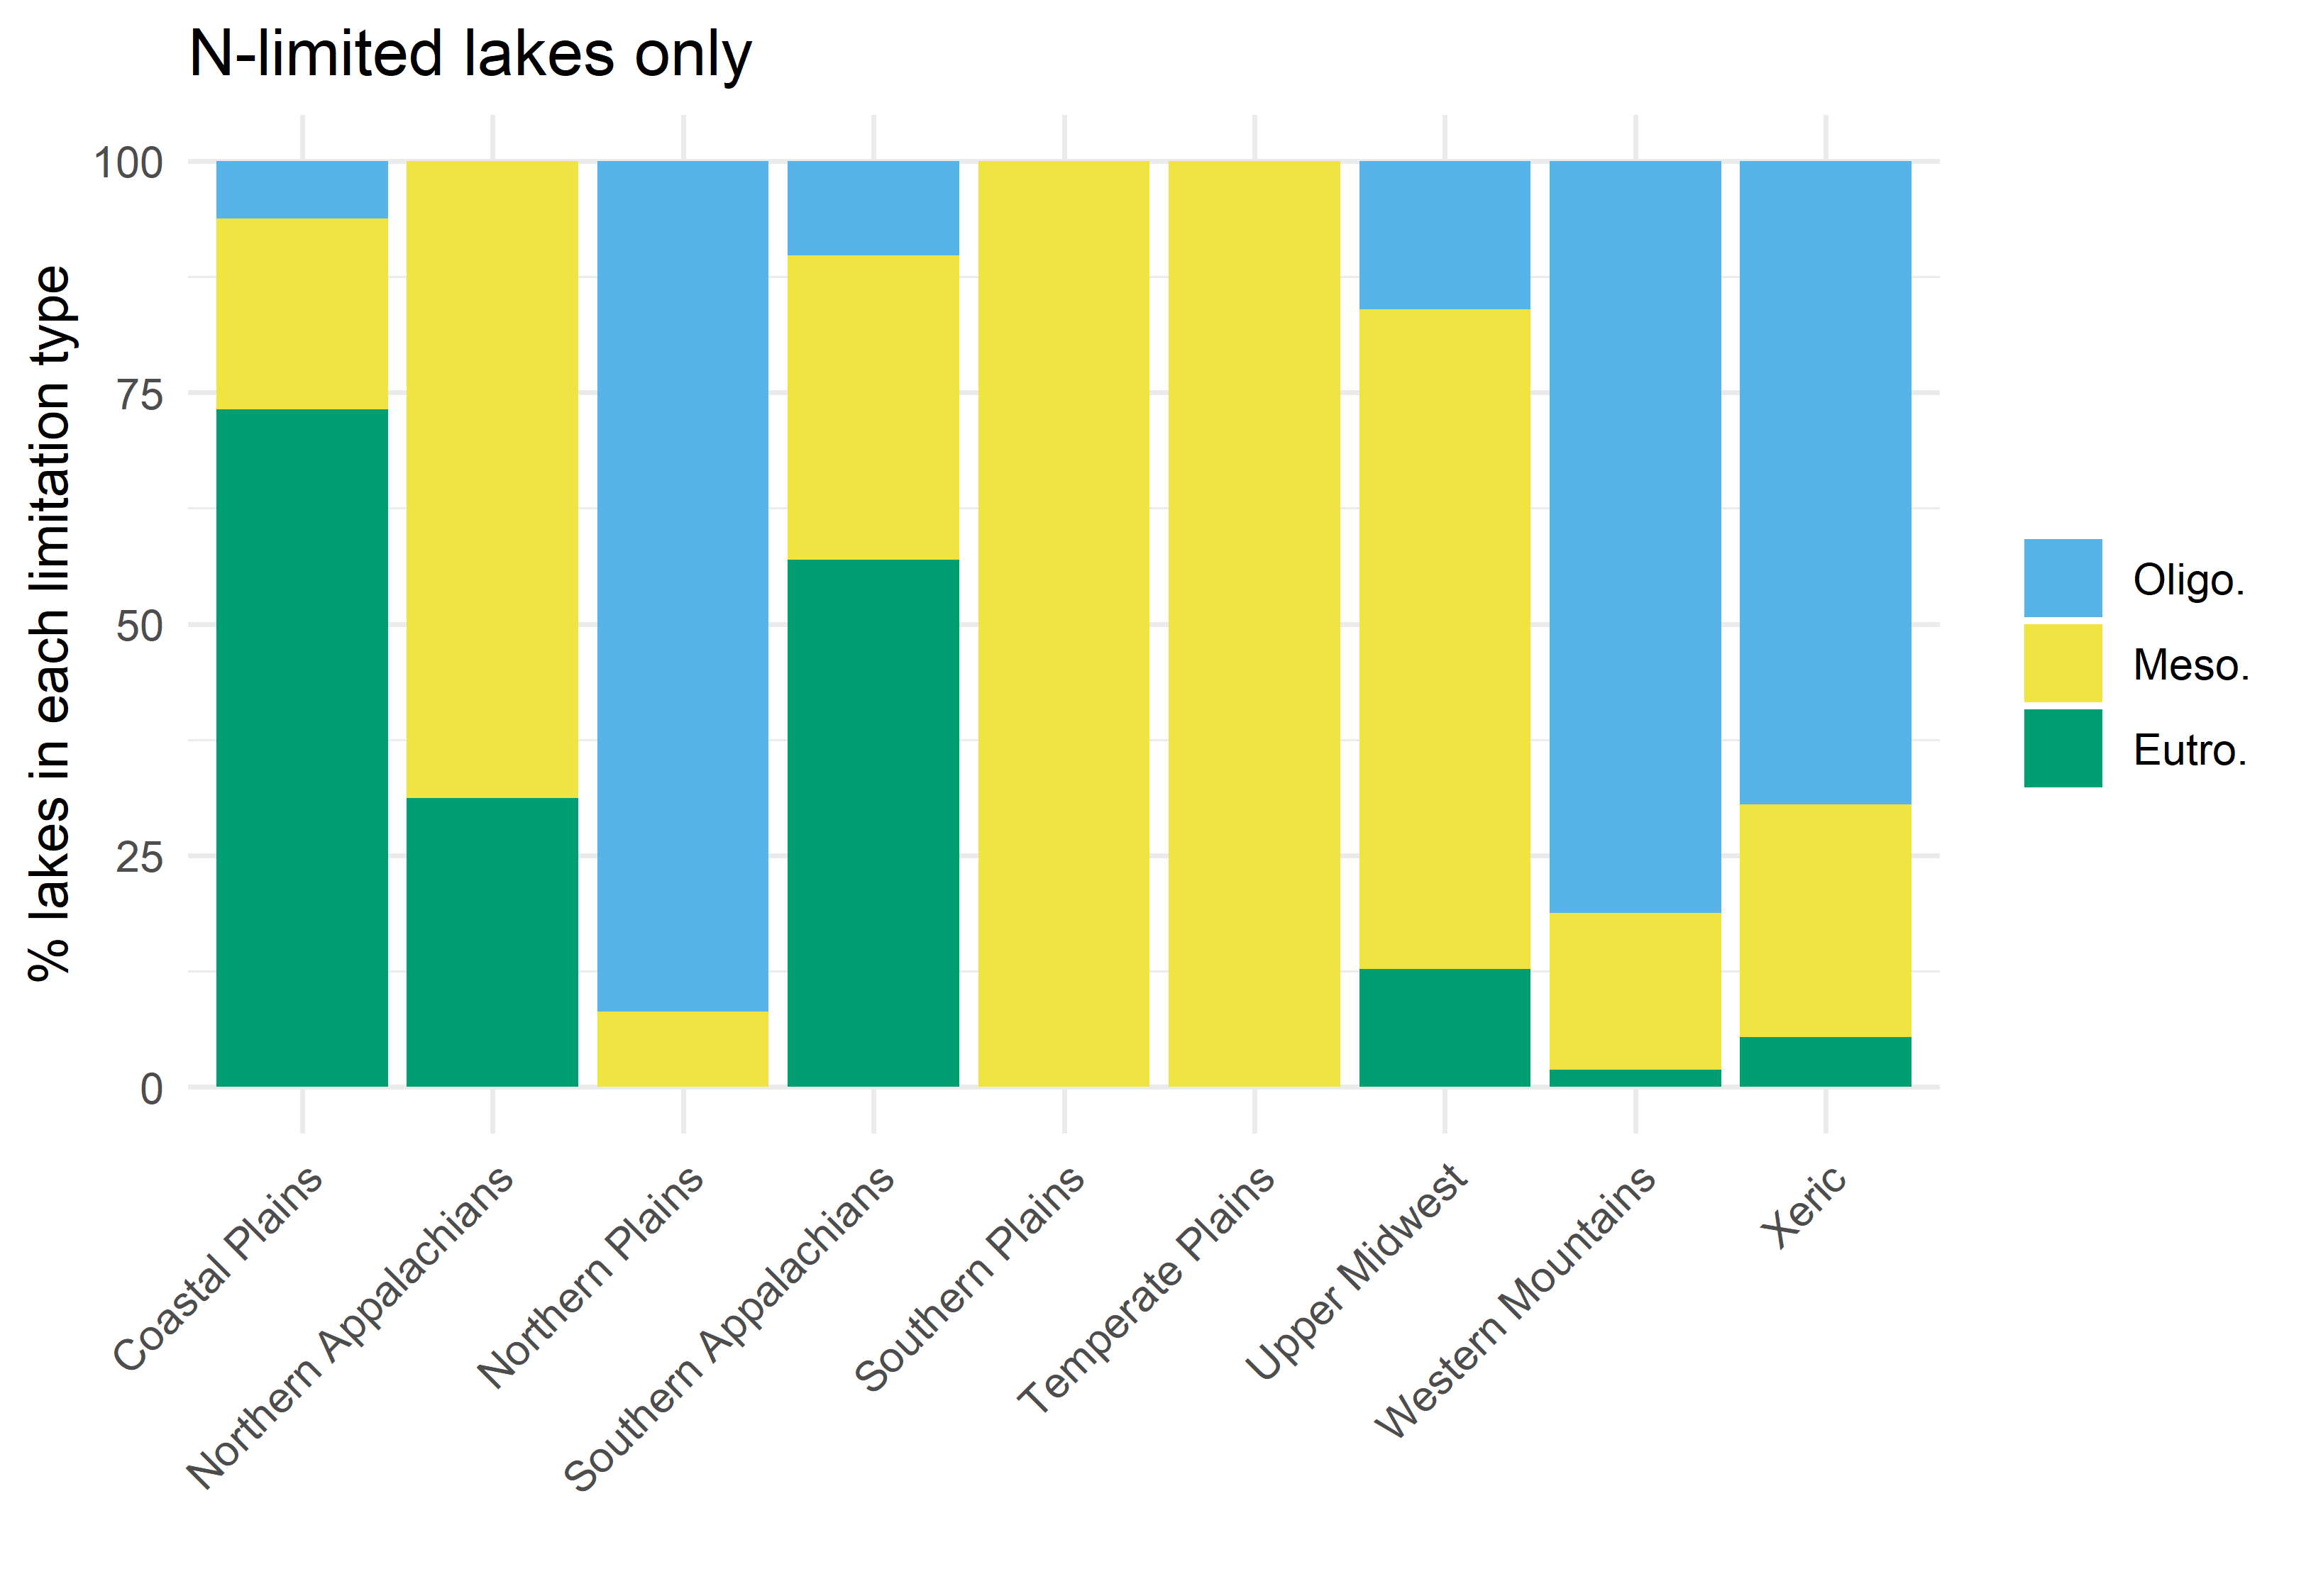 N-limited lakes only
% lakes in each limitation type
100
75
50
25
0
Coastal Plains
Northern Appalachians
Northern Plains
Southern Appalachians
Southern Plains
Temperate Plains
Upper Midwest
Western Mountains
Xeric
Oligo.
Meso.
Eutro.